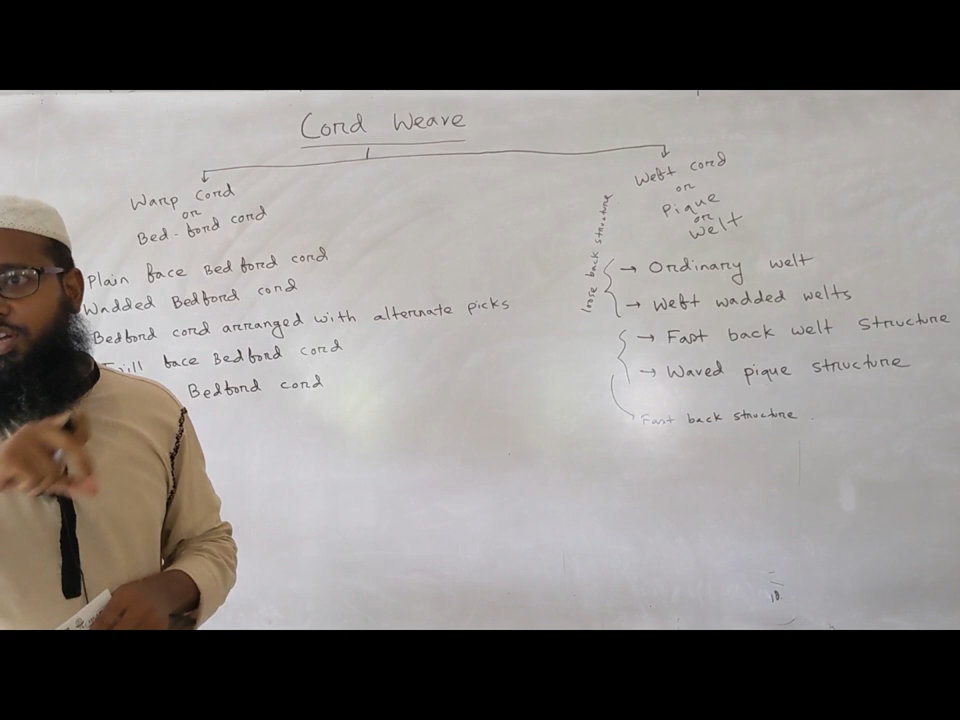 Cord Weave
Warp cord
or
Bed-ford cord
Plain face Bedford cord
Wadded Bedford cord
Bedford cord arranged with alternate picks
face Bedford cord
Bedford cord
Weft cord
or
Pique
or
Welt
loose back structure
→ Ordinary welt
→ Weft wadded welts
→ Fast back welt structure
→ Waved pique structure
Fast back structure